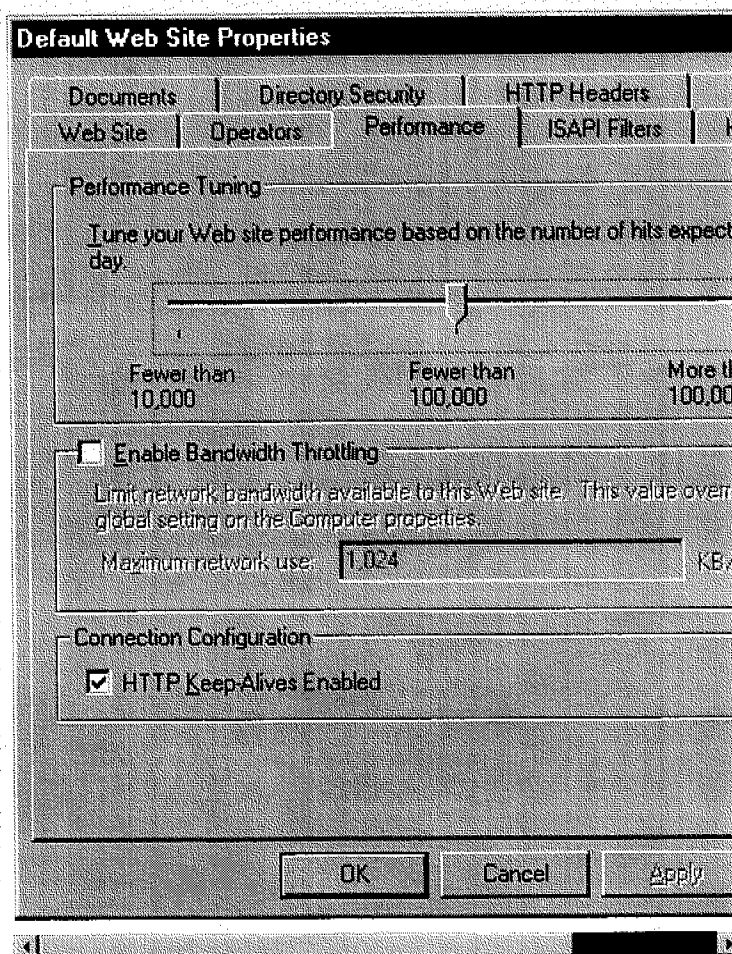 Default Web Site Properties
Documents Directory Security HTTP Headers
Web Site Operators Performance ISAPI Filters
Performance Tuning
Tune your Web site performance based on the number of hits expect
day.
Fewer than Fewer than More th
10,000 100,000 100,00
Enable Bandwidth Throttling
Limit network bandwidth available to this Web site. This value overr
global setting on the Computer properties.
Maximum network use: 1,024 KB/
Connection Configuration
HTTP Keep-Alives Enabled
OK Cancel Apply